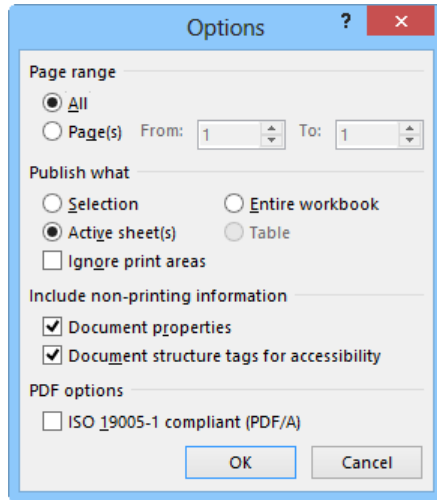 Options ?
Page range
All
Page(s) From: 1 To: 1
Publish what
Selection Entire workbook
Active sheet(s) Table
Ignore print areas
Include non-printing information
Document properties
Document structure tags for accessibility
PDF options
ISO 19005-1 compliant (PDF/A)
OK Cancel